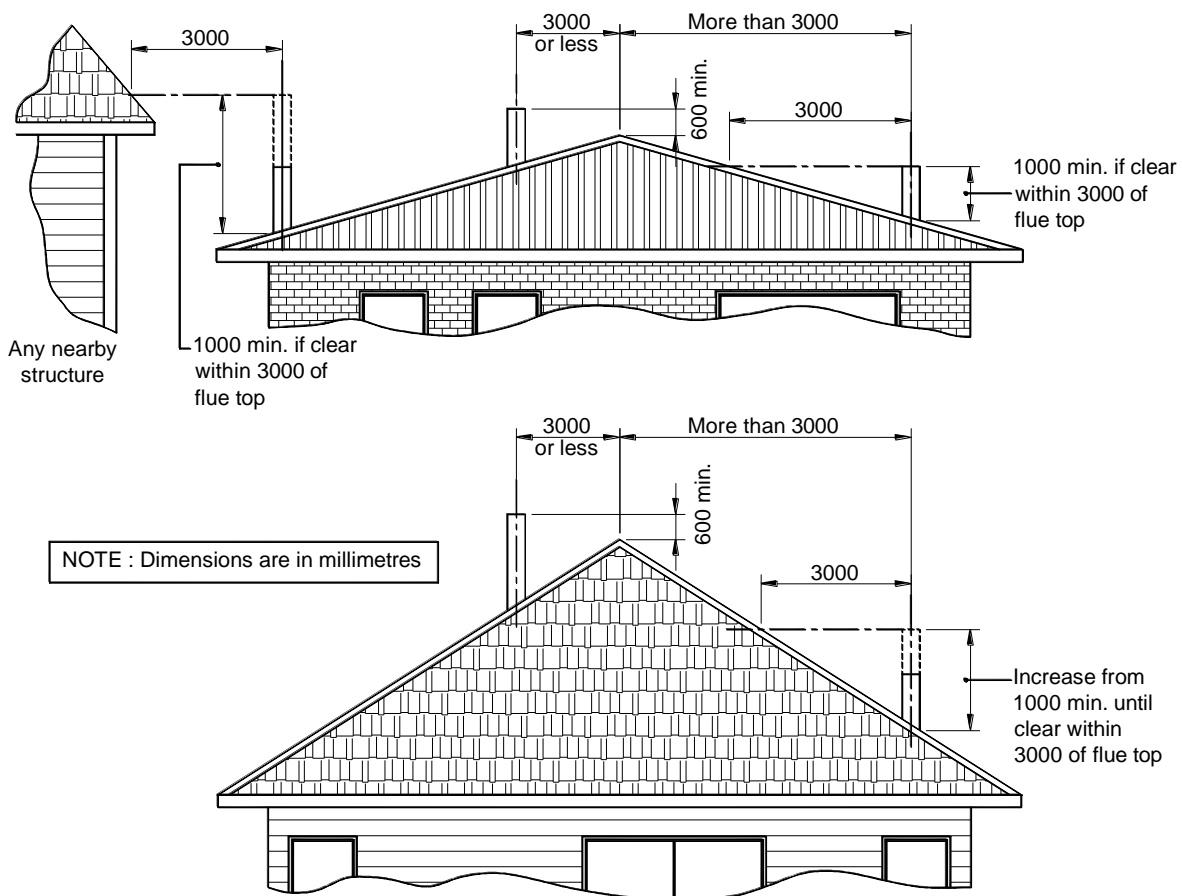 3000
3000
or less
More than 3000
600 min.
3000
1000 min. if clear
within 3000 of
flue top
Any nearby
structure
1000 min. if clear
within 3000 of
flue top
3000
or less
More than 3000
600 min.
NOTE : Dimensions are in millimetres
3000
Increase from
1000 min. until
clear within
3000 of flue top